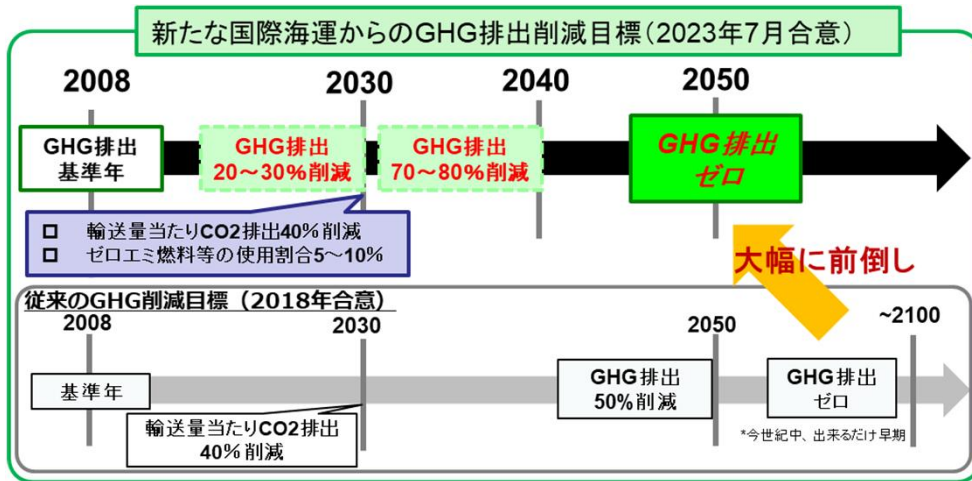 新たな国際海運からのGHG排出削減目標（2023年7月合意）
2008
2030
2040
2050
GHG排出
基準年
GHG排出
20～30%削減
GHG排出
70～80%削減
GHG排出
ゼロ
□ 輸送量当たりCO2排出40%削減
□ ゼロエミ燃料等の使用割合5～10%
大幅に前倒し
従来のGHG削減目標（2018年合意）
2008
2030
2050
~2100
基準年
輸送量当たりCO2排出
40%削減
GHG排出
50%削減
GHG排出
ゼロ
*今世紀中、出来るだけ早期